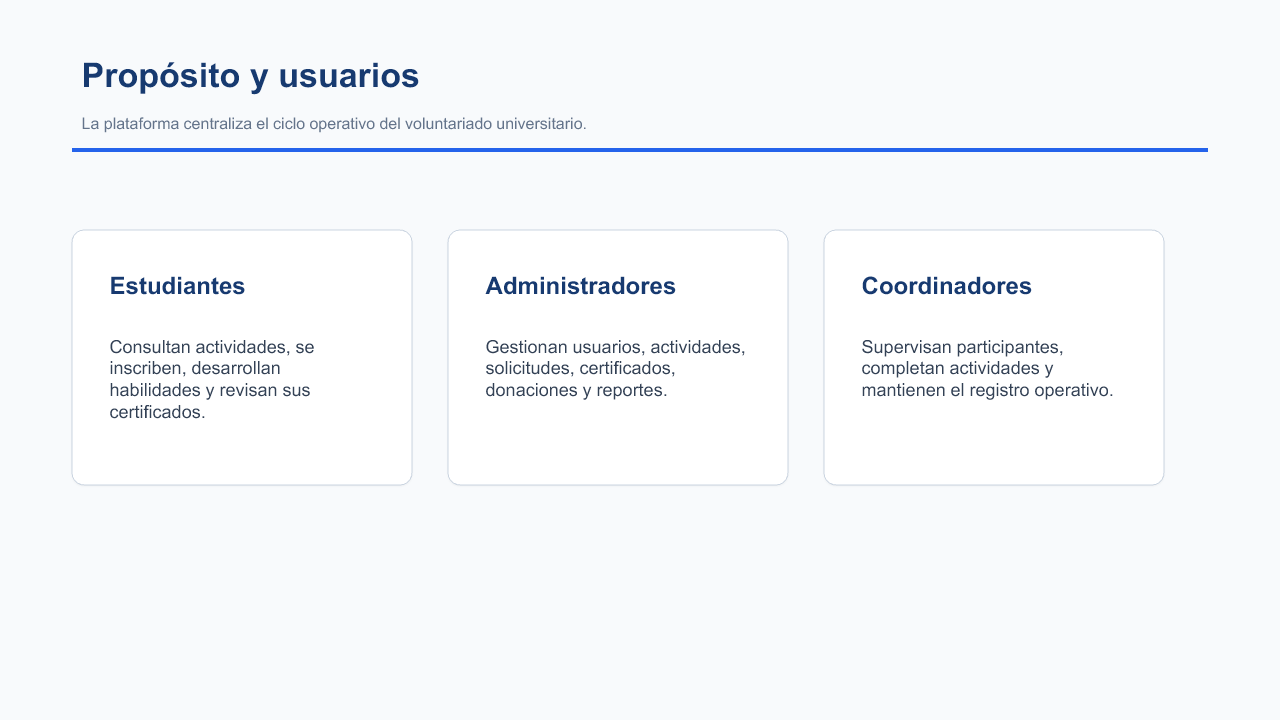 Propósito y usuarios
La plataforma centraliza el ciclo operativo del voluntariado universitario.
Estudiantes
Consultan actividades, se
inscriben, desarrollan
habilidades y revisan sus
certificados.
Administradores
Gestionan usuarios, actividades,
solicitudes, certificados,
donaciones y reportes.
Coordinadores
Supervisan participantes,
completan actividades y
mantienen el registro operativo.